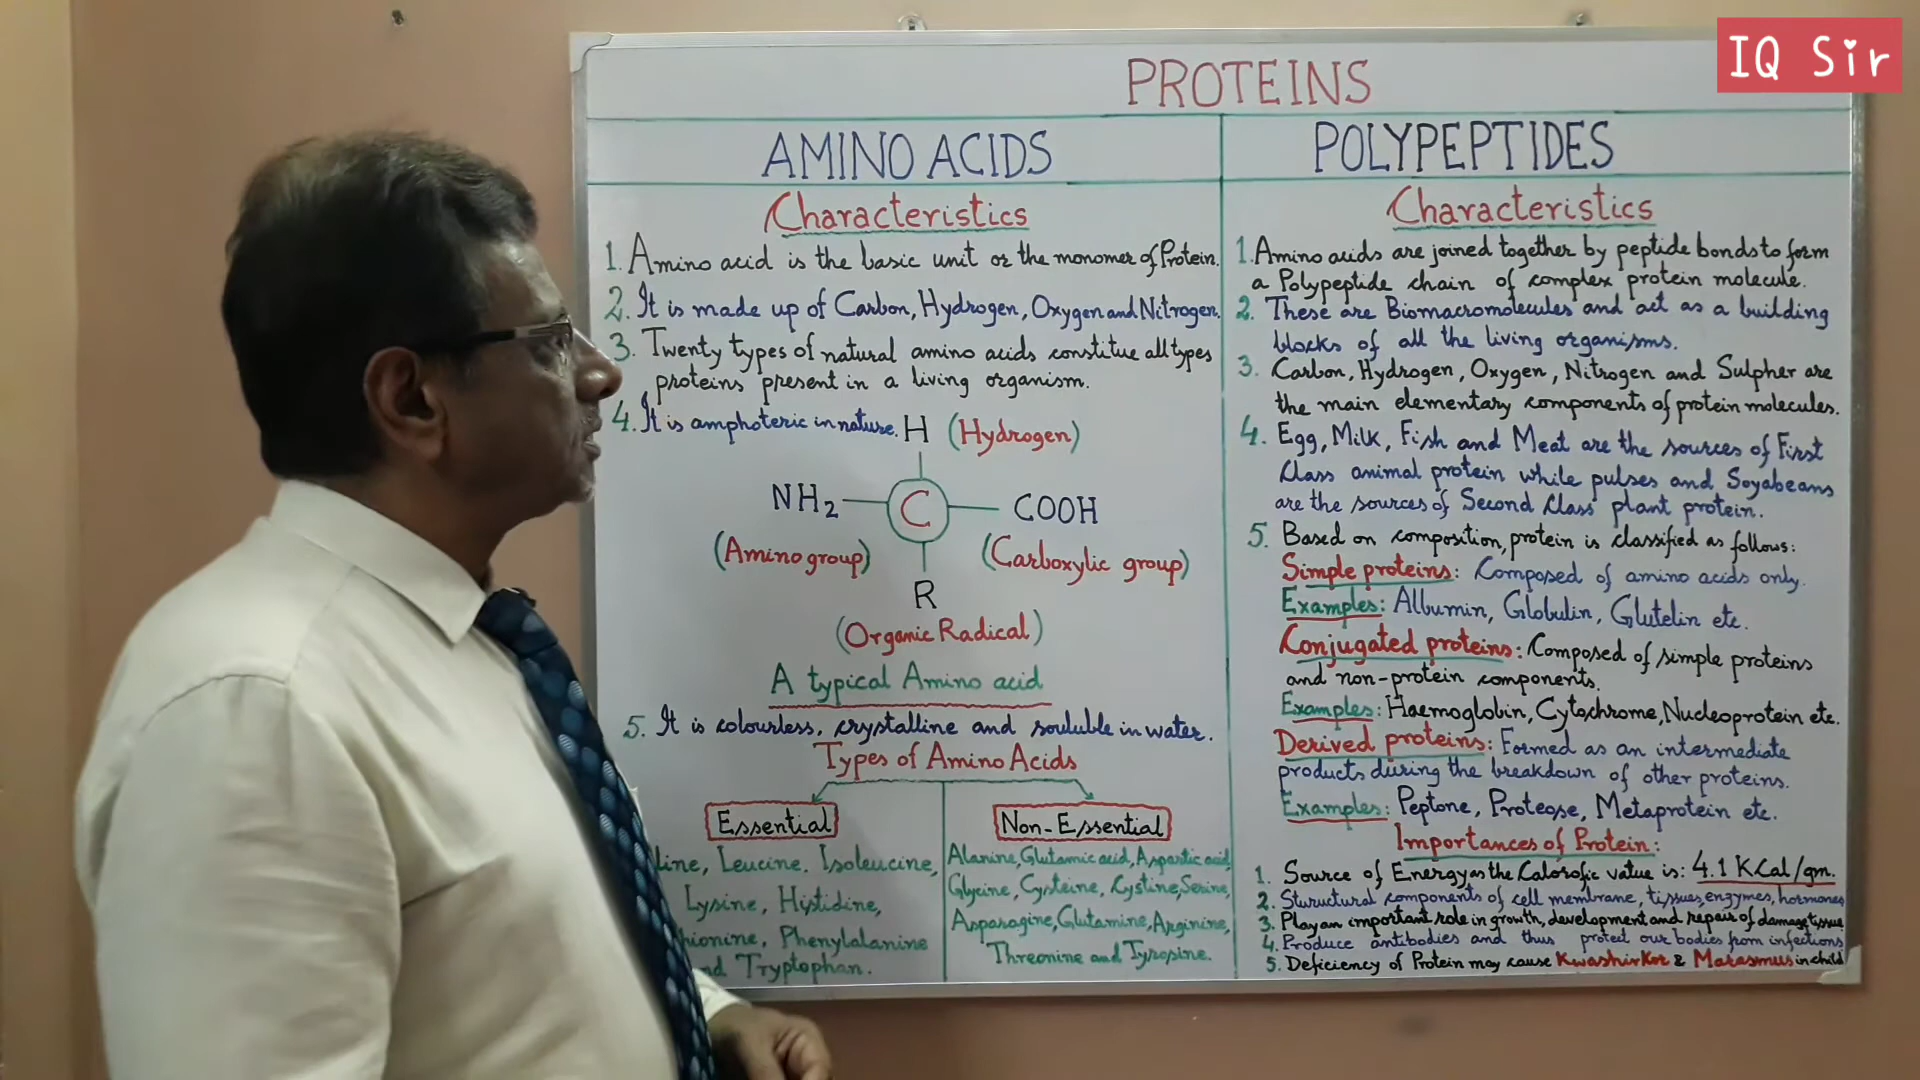 IQ Sir
PROTEINS
AMINO ACIDS
Characteristics
1. Amino acid is the basic unit or the monomer of Protein.
2. It is made up of Carbon, Hydrogen, Oxygen and Nitrogen.
3. Twenty types of natural amino acids constitue all types
proteins present in a living organism.
4. It is amphoteric in nature.
H (Hydrogen)
NH2 C COOH
(Amino group) (Carboxylic group)
R
(Organic Radical)
A typical Amino acid
5. It is colourless, crystalline and souluble in water.
Types of Amino Acids
Essential
line, Leucine, Isoleucine,
Lysine, Histidine,
hionine, Phenylalanine
nd Tryptophan.
Non-Essential
Alanine, Glutamic acid, Aspartic acid,
Glycine, Cysteine, Cystine, Serine,
Asparagine, Glutamine, Arginine,
Threonine and Tyrosine.
POLYPEPTIDES
Characteristics
1. Amino acids are joined together by peptide bonds to form
a Polypeptide chain of complex protein molecule.
2. These are Biomacromolecules and act as a building
blocks of all the living organisms.
3. Carbon, Hydrogen, Oxygen, Nitrogen and Sulpher are
the main elementary components of protein molecules.
4. Egg, Milk, Fish and Meat are the sources of First
Class animal protein while pulses and Soyabeans
are the sources of Second Class plant protein.
5. Based on composition, protein is classified as follows:
Simple proteins: Composed of amino acids only.
Examples: Albumin, Globulin, Glutelin etc.
Conjugated proteins: Composed of simple proteins
and non-protein components.
Examples: Haemoglobin, Cytochrome, Nucleoprotein etc.
Derived proteins: Formed as an intermediate
products during the breakdown of other proteins.
Examples: Peptone, Proteose, Metaprotein etc.
Importances of Protein:
1. Source of Energy as the Calorofic value is: 4.1 KCal/gm.
2. Stuructural components of cell membrane, tissues, enzymes, hormones
3. Play an important role in growth, development and repair of damage tissue
4. Produce antibodies and thus protect our bodies from infections
5. Deficiency of Protein may cause Kwashirkor & Marasmus in child